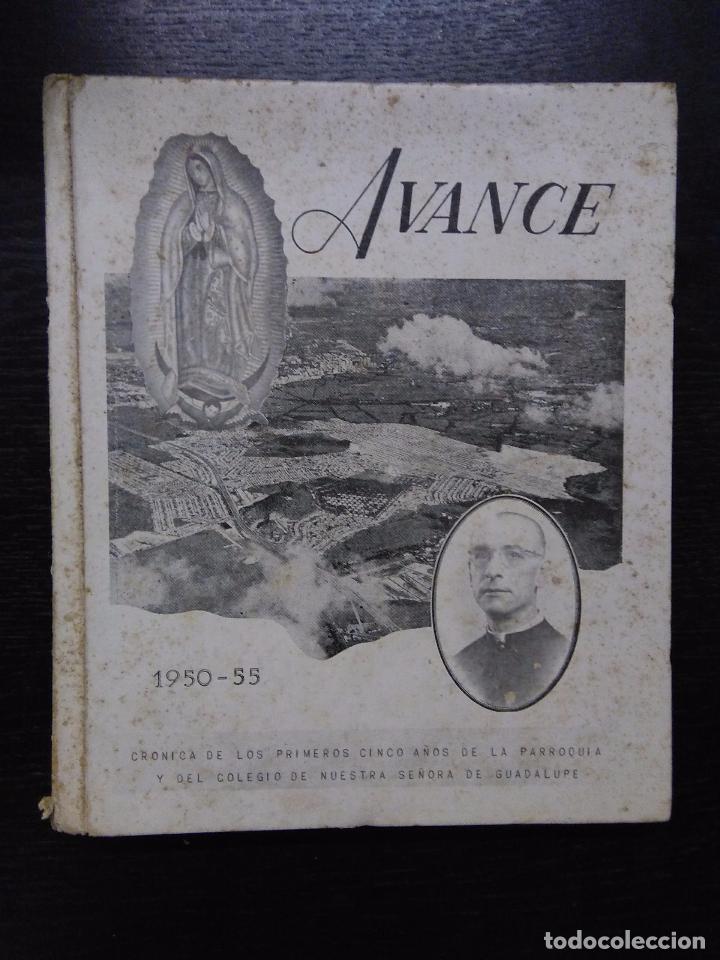 AVANCE
1950-55
CRONICA DE LOS PRIMEROS CINCO AÑOS DE LA PARROQUIA
Y DEL COLEGIO DE NUESTRA SEÑORA DE GUADALUPE
todocoleccion